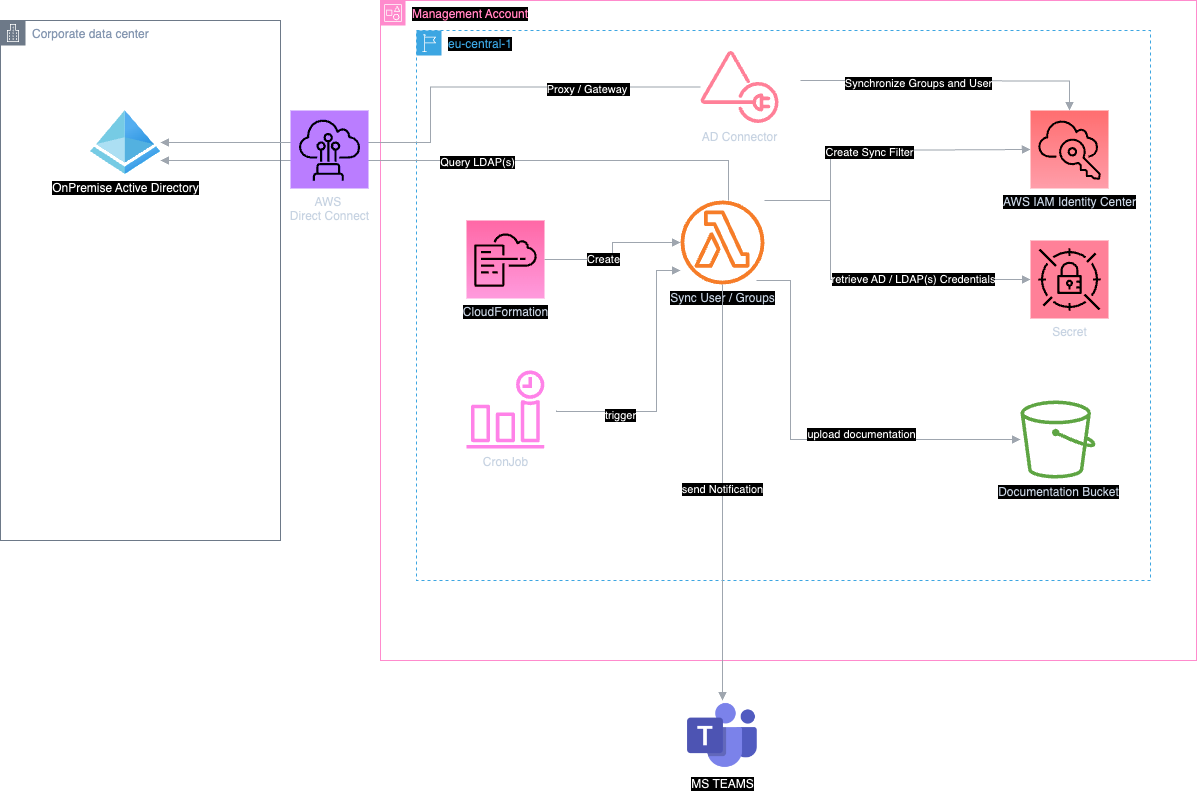 Management Account
Corporate data center
eu-central-1
Proxy / Gateway
Synchronize Groups and User
AD Connector
Create Sync Filter
Query LDAP(s)
OnPremise Active Directory
AWS
Direct Connect
AWS IAM Identity Center
Create
retrieve AD / LDAP(s) Credentials
Sync User / Groups
CloudFormation
Secret
trigger
upload documentation
CronJob
send Notification
Documentation Bucket
T
MS TEAMS